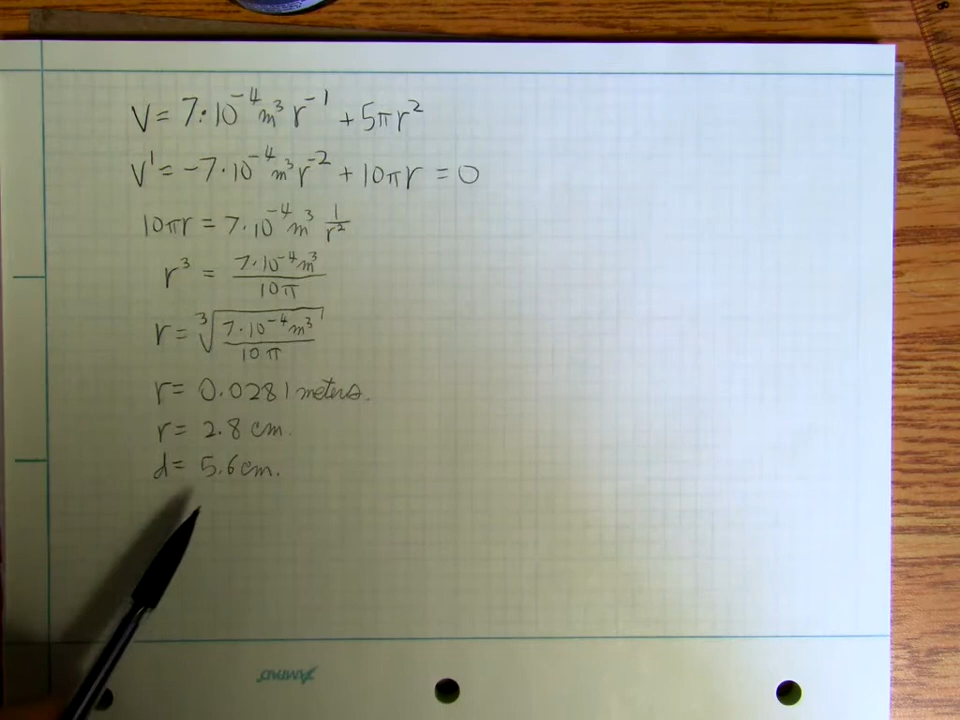 V = 7·10⁻⁴ m³ r⁻¹ + 5πr²
V' = -7·10⁻⁴ m³ r⁻² + 10πr = 0
10πr = 7·10⁻⁴ m³ 1/r²
r³ = 7·10⁻⁴ m³ / 10π
r = ³√(7·10⁻⁴ m³ / 10π)
r = 0.0281 meters.
r = 2.8 cm.
d = 5.6 cm.